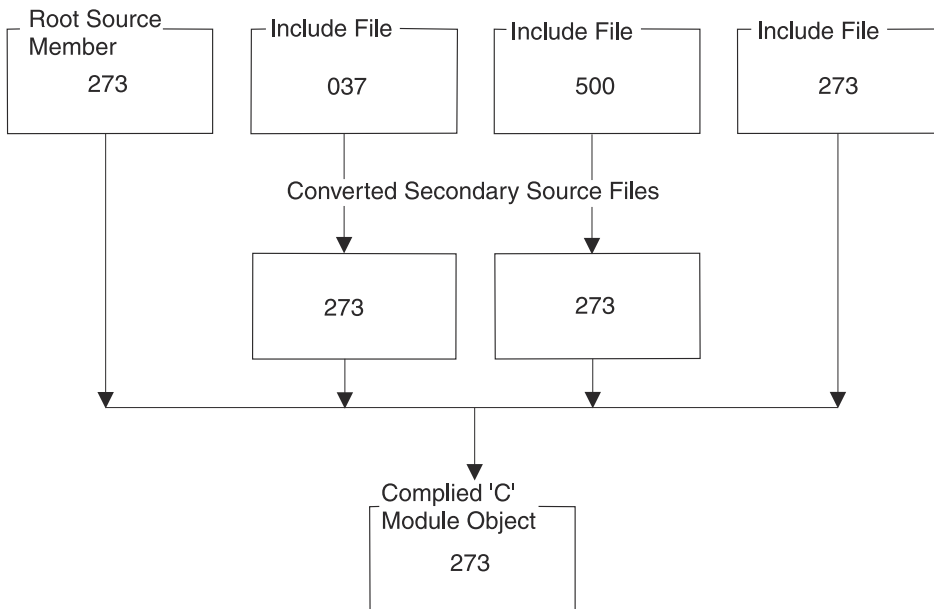 Root Source
Member
273
Include File
037
Include File
500
Include File
273
Converted Secondary Source Files
273
273
Complied 'C'
Module Object
273